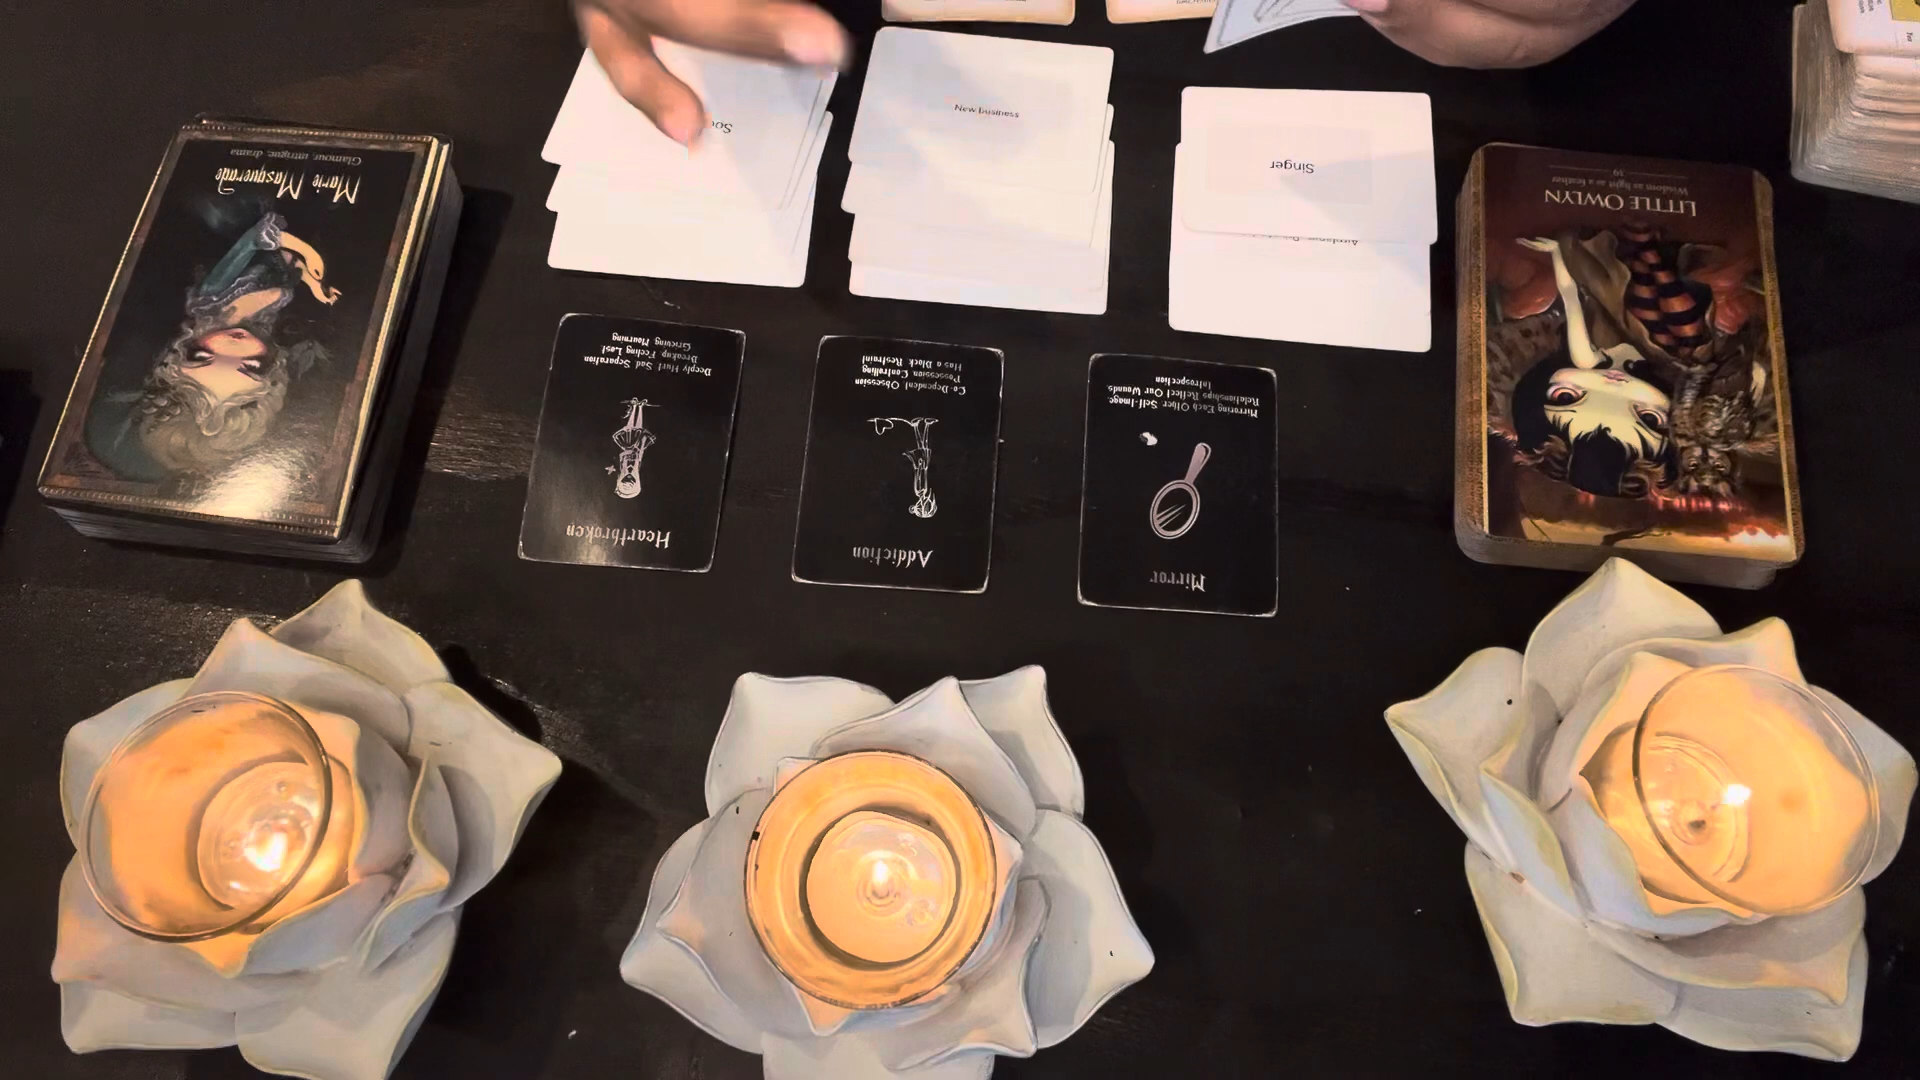 Marie Masquerade
Glamour, intrigue, drama
New business
Singer
LITTLE OWLYN
Wisdom as light as a feather
39
Heartbroken
Deeply Hurt Sad Separation
Breakup Feeling Lost
Grieving Mourning
Addiction
Co-Dependent Obsession
Possession Controlling
Has a Block Restraint
Mirror
Mirroring Each Other Self-Image.
Relationships Reflect Our Wounds.
Introspection